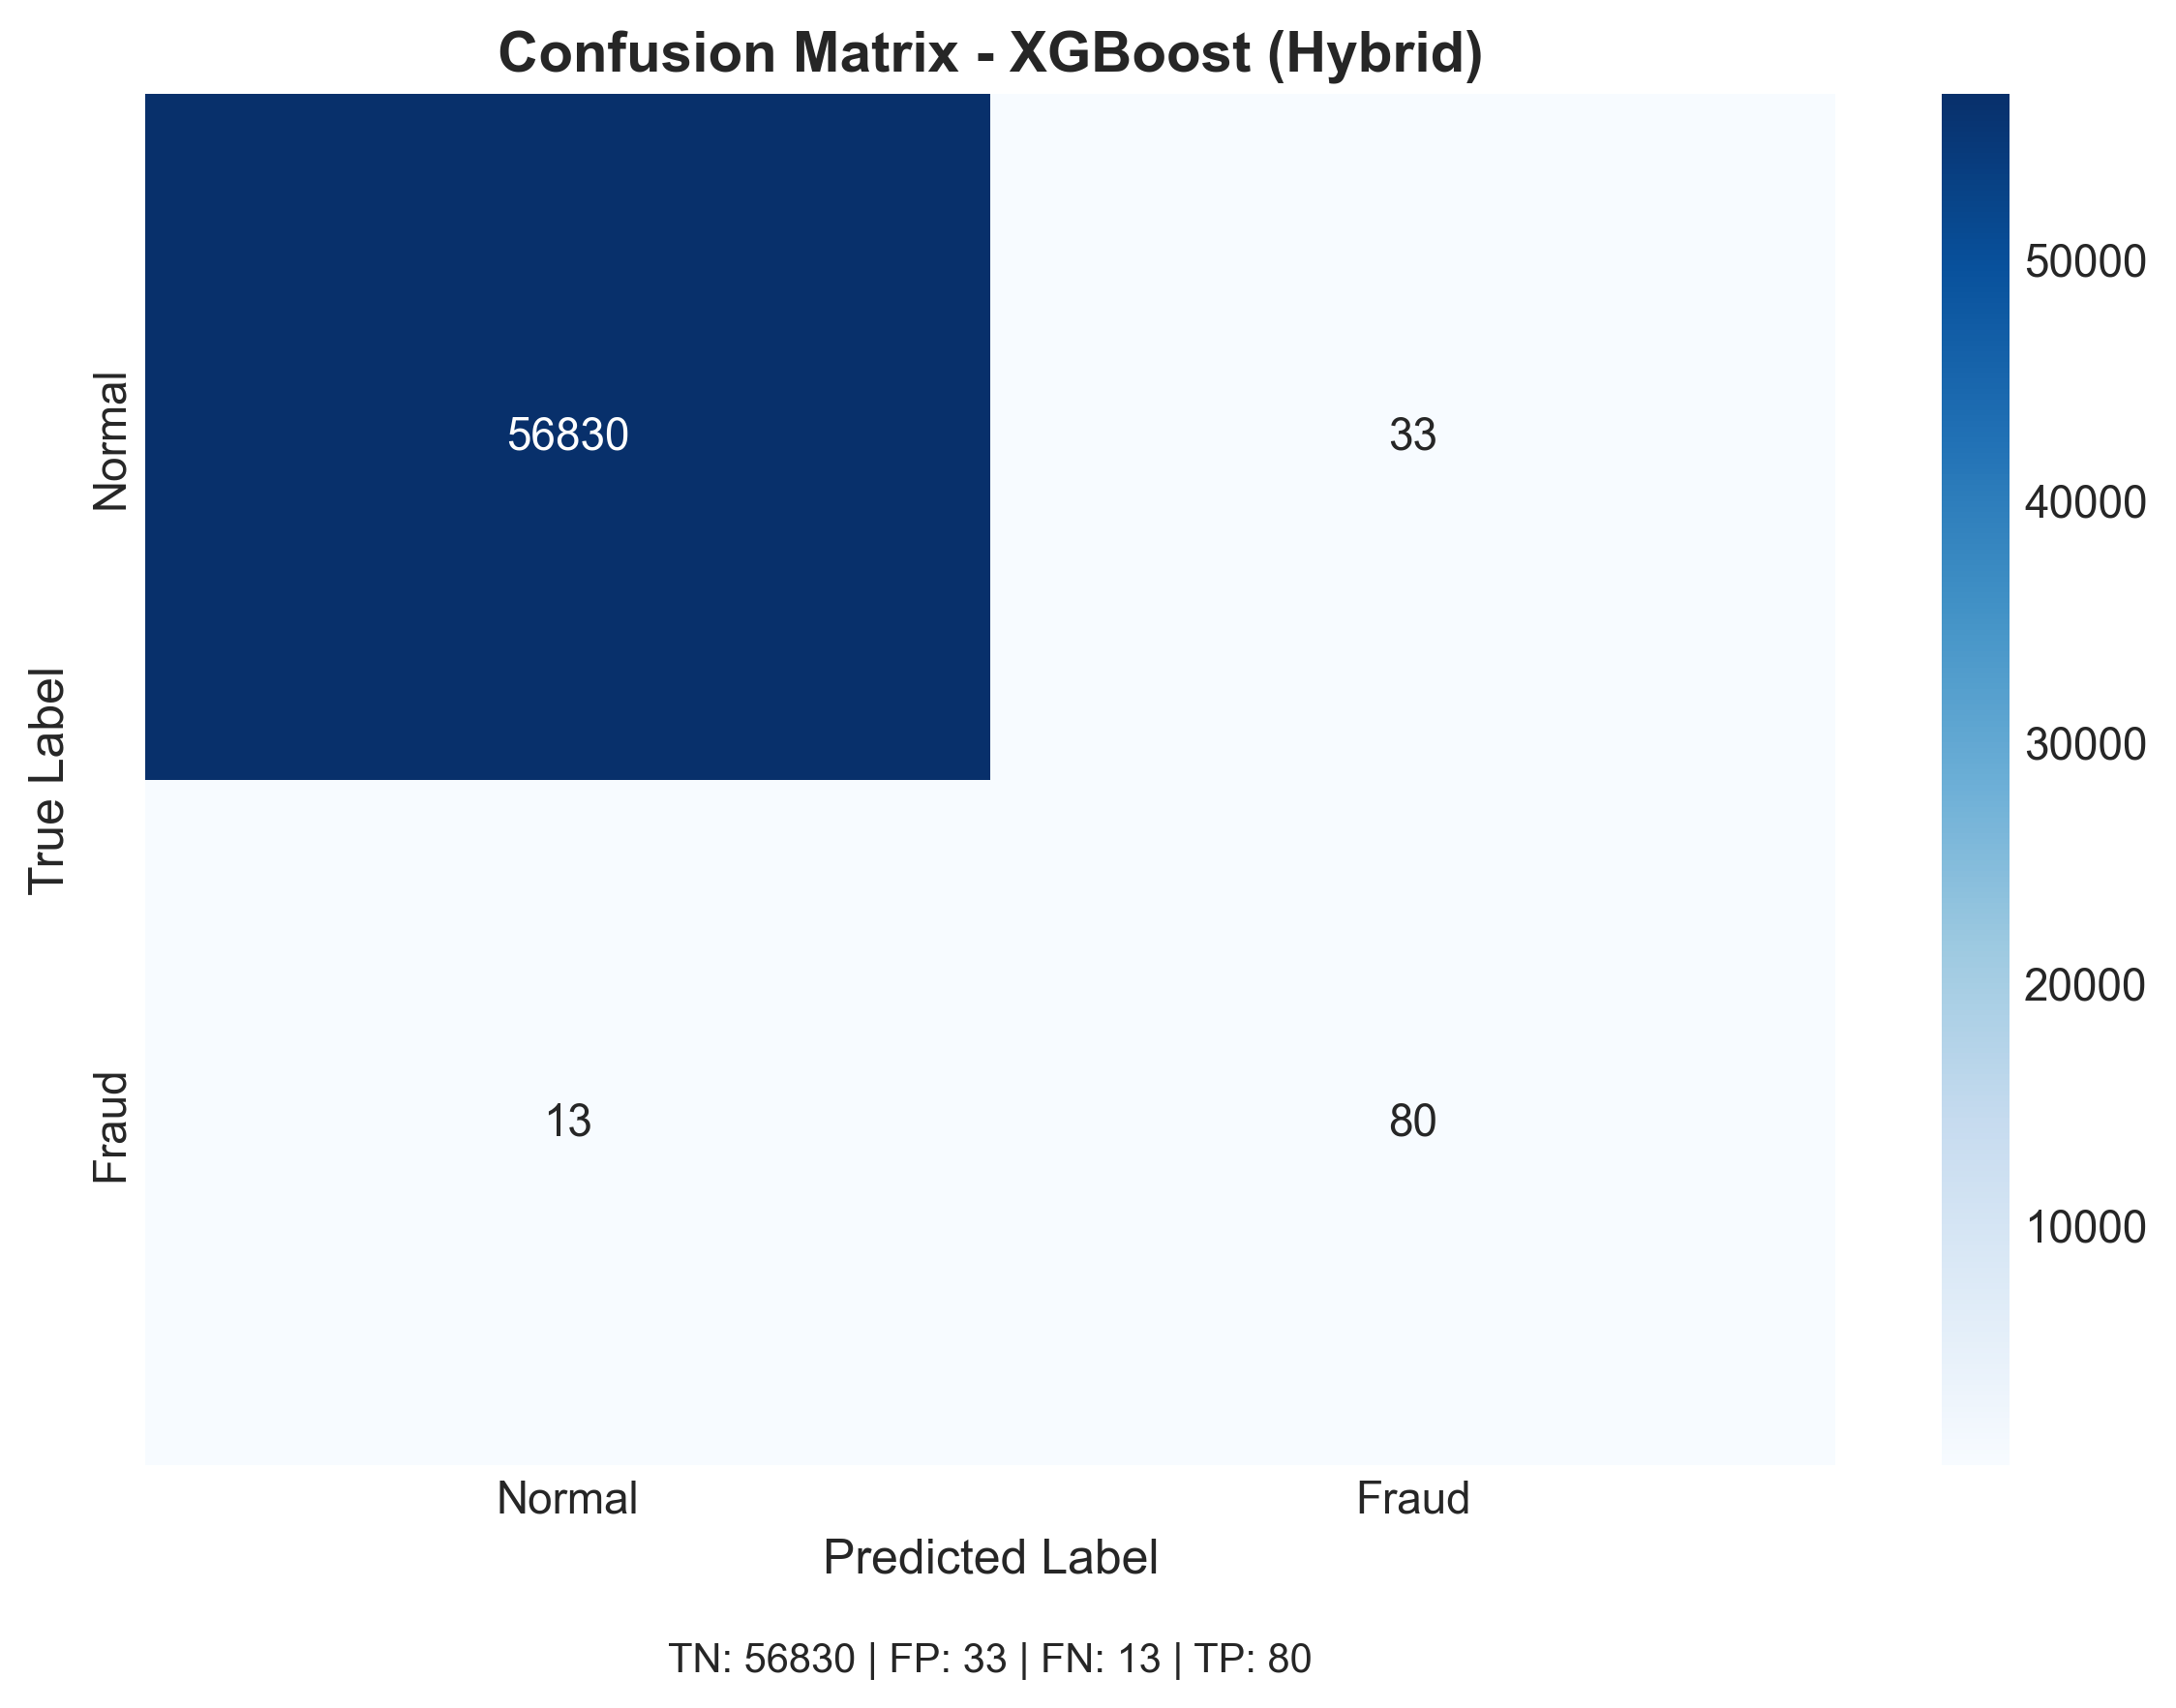 Confusion Matrix - XGBoost (Hybrid)
True Label
Normal
Fraud
56830
33
13
80
Normal
Fraud
Predicted Label
50000
40000
30000
20000
10000
TN: 56830 | FP: 33 | FN: 13 | TP: 80